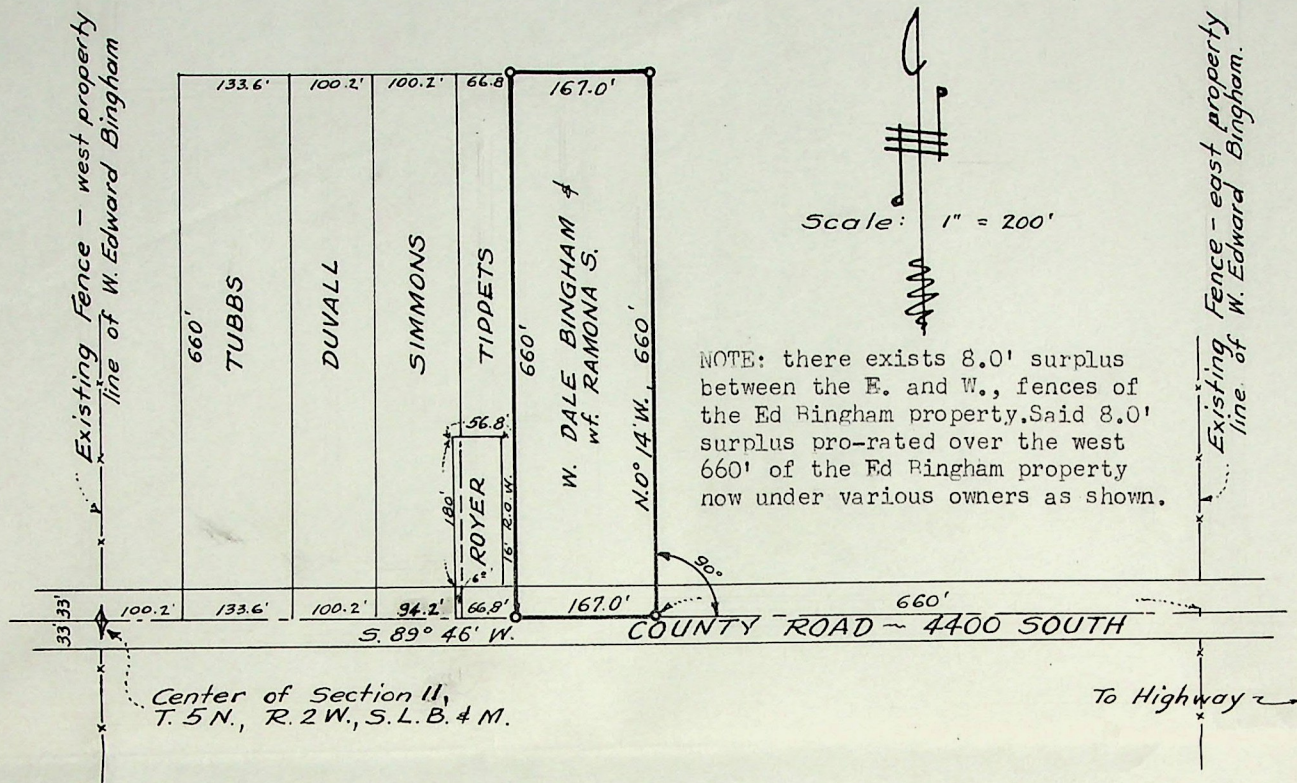 Existing Fence - west property
line of W. Edward Bingham
133.6'
100.2'
100.2'
66.8
167.0'
660'
TUBBS
DUVALL
SIMMONS
TIPPETS
660'
W. DALE BINGHAM &
wf. RAMONA S.
N.0° 14' W., 660'
Scale: 1" = 200'
Existing Fence - east property
line of W. Edward Bingham.
NOTE: there exists 8.0' surplus
between the E. and W., fences of
the Ed Bingham property.Said 8.0'
surplus pro-rated over the west
660' of the Ed Bingham property
now under various owners as shown.
56.8
180'
ROYER
16' R.O.W.
6'
90°
33' 33'
100.2'
133.6'
100.2'
94.2'
66.8'
167.0'
660'
S. 89° 46' W.
COUNTY ROAD ~ 4400 SOUTH
Center of Section 11,
T. 5 N., R. 2 W., S.L.B. & M.
To Highway